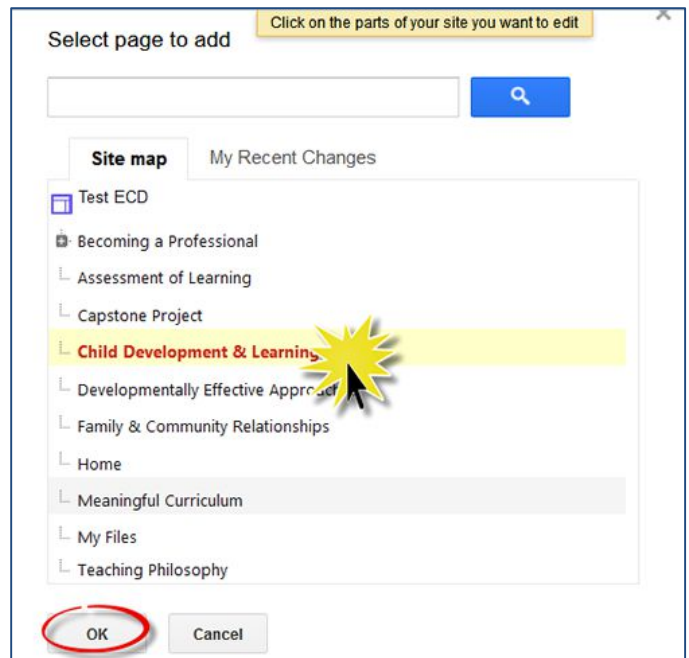 Click on the parts of your site you want to edit
Select page to add
Site map My Recent Changes
Test ECD
Becoming a Professional
Assessment of Learning
Capstone Project
Child Development & Learning
Developmentally Effective
Family & Community Relationships
Home
Meaningful Curriculum
My Files
Teaching Philosophy
OK Cancel